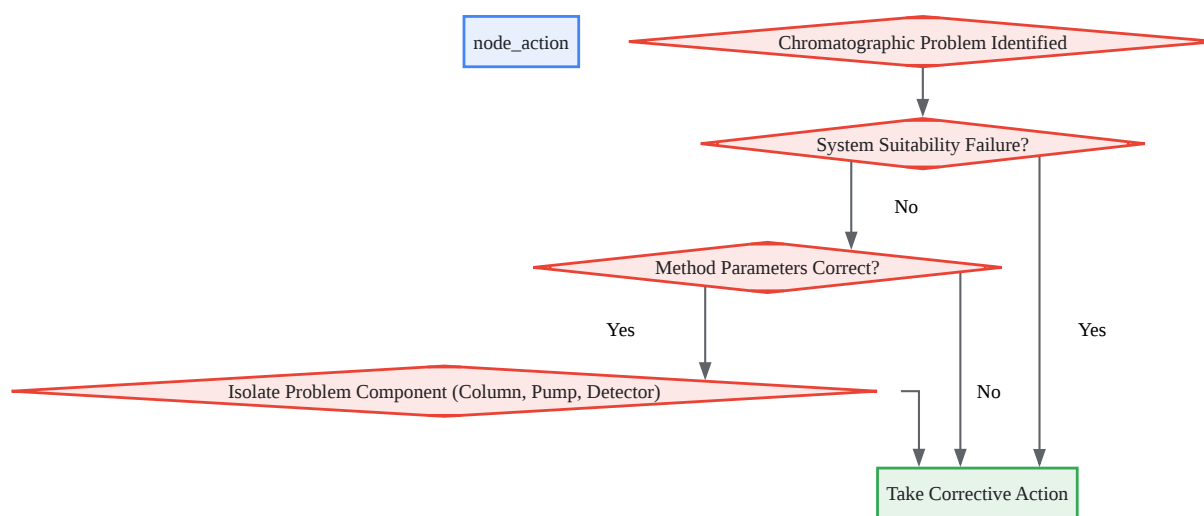 node_action
Chromatographic Problem Identified
System Suitability Failure?
No
Method Parameters Correct?
Yes
Yes
Isolate Problem Component (Column, Pump, Detector)
No
Take Corrective Action